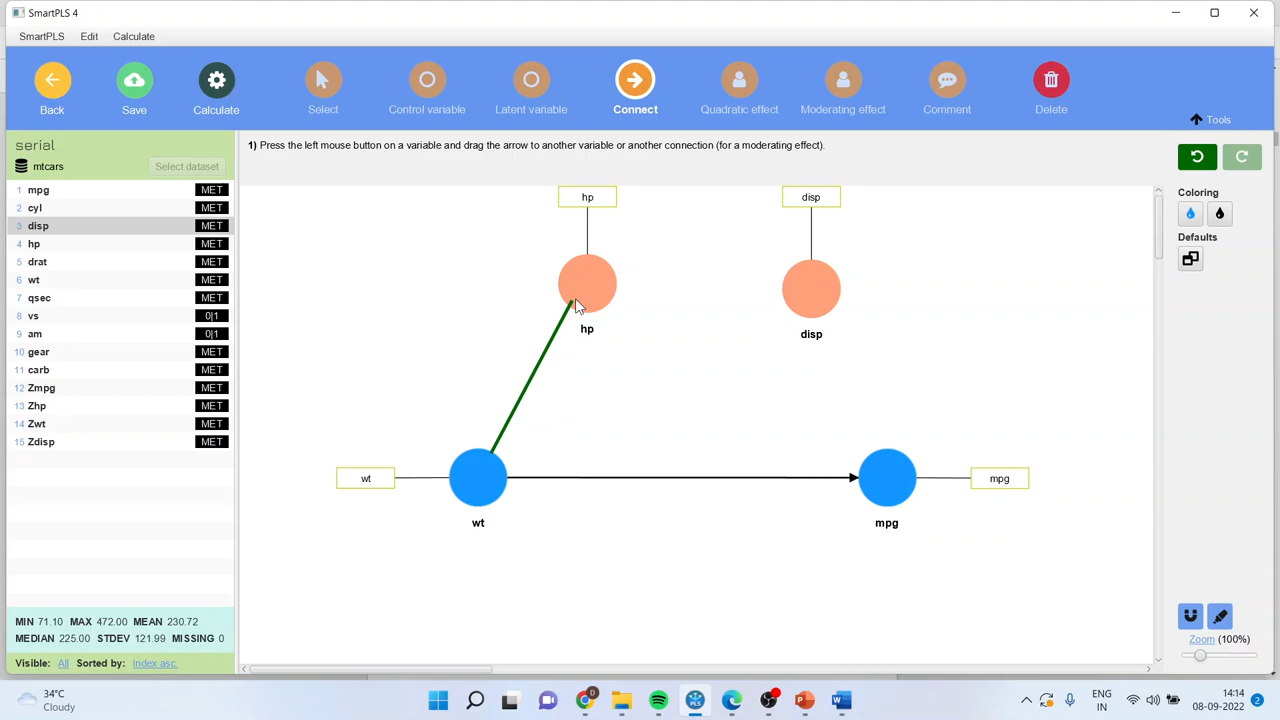 SmartPLS 4
SmartPLS Edit Calculate
Back Save Calculate Select Control variable Latent variable Connect Quadratic effect Moderating effect Comment Delete
Tools
serial
mtcars Select dataset
1) Press the left mouse button on a variable and drag the arrow to another variable or another connection (for a moderating effect).
1 mpg MET
2 cyl MET
3 disp MET
4 hp MET
5 drat MET
6 wt MET
7 qsec MET
8 vs 0|1
9 am 0|1
10 gear MET
11 carb MET
12 Zmpg MET
13 Zhp MET
14 Zwt MET
15 Zdisp MET
hp disp
hp
disp
wt mpg
wt mpg
Coloring
Defaults
Zoom (100%)
MIN 71.10 MAX 472.00 MEAN 230.72
MEDIAN 225.00 STDEV 121.99 MISSING 0
Visible: All Sorted by: Index asc.
34°C
Cloudy
0
PLS
ENG
IN
14:14
08-09-2022
2